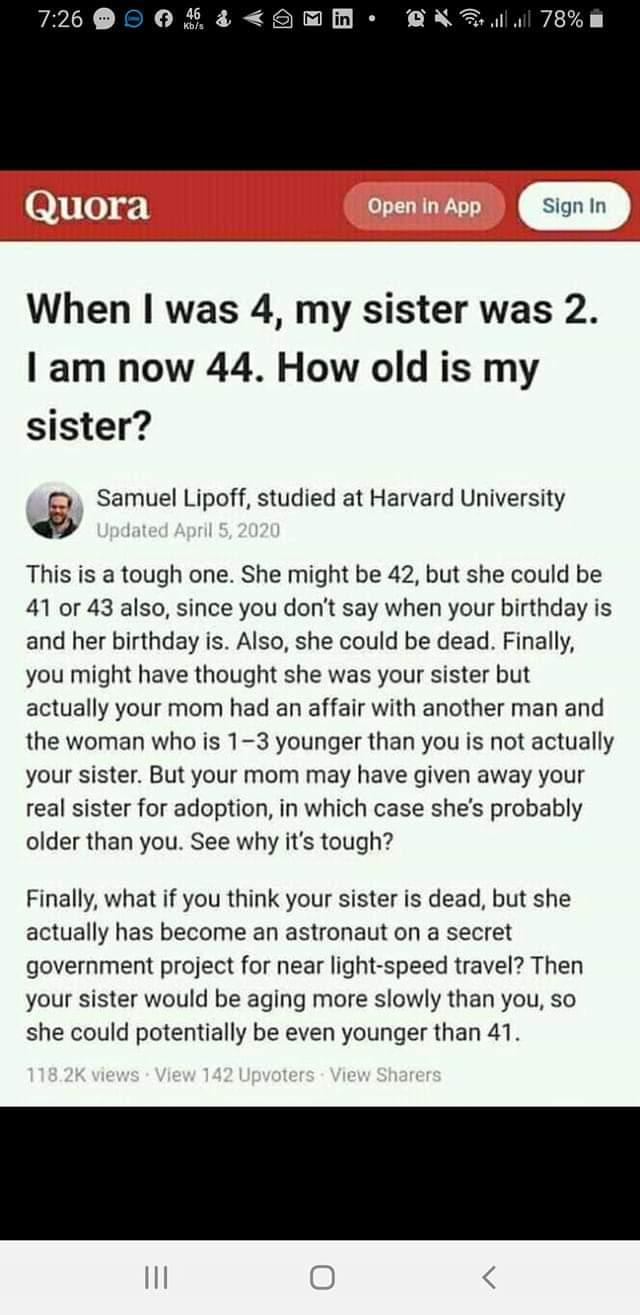 7:26 46 Kb/s 78%
Quora Open in App Sign In
When I was 4, my sister was 2.
I am now 44. How old is my
sister?
Samuel Lipoff, studied at Harvard University
Updated April 5, 2020
This is a tough one. She might be 42, but she could be
41 or 43 also, since you don't say when your birthday is
and her birthday is. Also, she could be dead. Finally,
you might have thought she was your sister but
actually your mom had an affair with another man and
the woman who is 1–3 younger than you is not actually
your sister. But your mom may have given away your
real sister for adoption, in which case she's probably
older than you. See why it's tough?
Finally, what if you think your sister is dead, but she
actually has become an astronaut on a secret
government project for near light-speed travel? Then
your sister would be aging more slowly than you, so
she could potentially be even younger than 41.
118.2K views · View 142 Upvoters · View Sharers